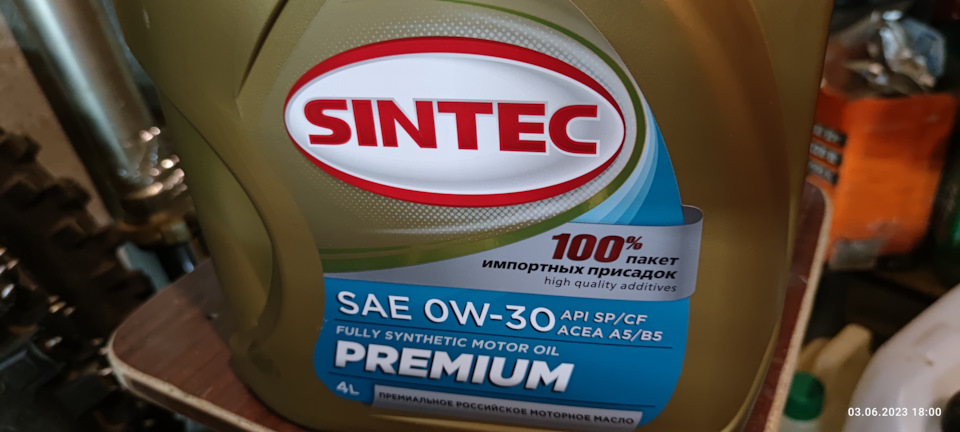 SINTEC
100% пакет
импортных присадок
high quality additives
SAE 0W-30
API SP/CF
ACEA A5/B5
FULLY SYNTHETIC MOTOR OIL
PREMIUM
4L
ПРЕМИАЛЬНОЕ РОССИЙСКОЕ МОТОРНОЕ МАСЛО
03.06.2023 18:00